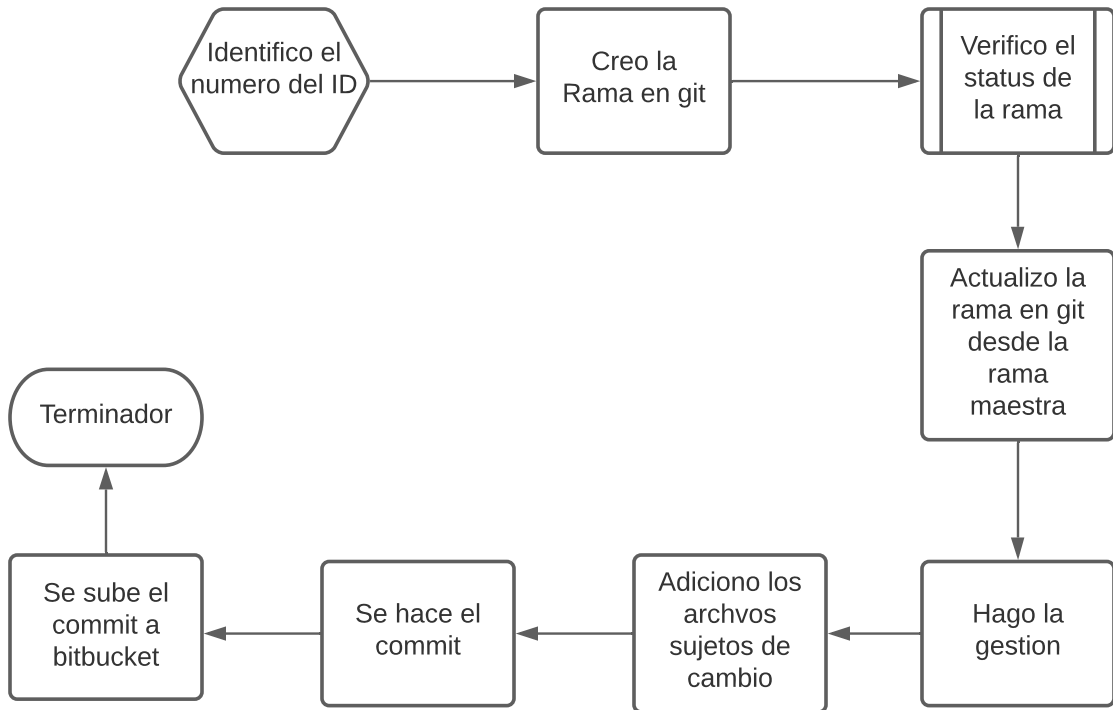 Identifico el
numero del ID
Creo la
Rama en git
Verifico el
status de
la rama
Actualizo la
rama en git
desde la
rama
maestra
Hago la
gestion
Adiciono los
archvos
sujetos de
cambio
Se hace el
commit
Se sube el
commit a
bitbucket
Terminador